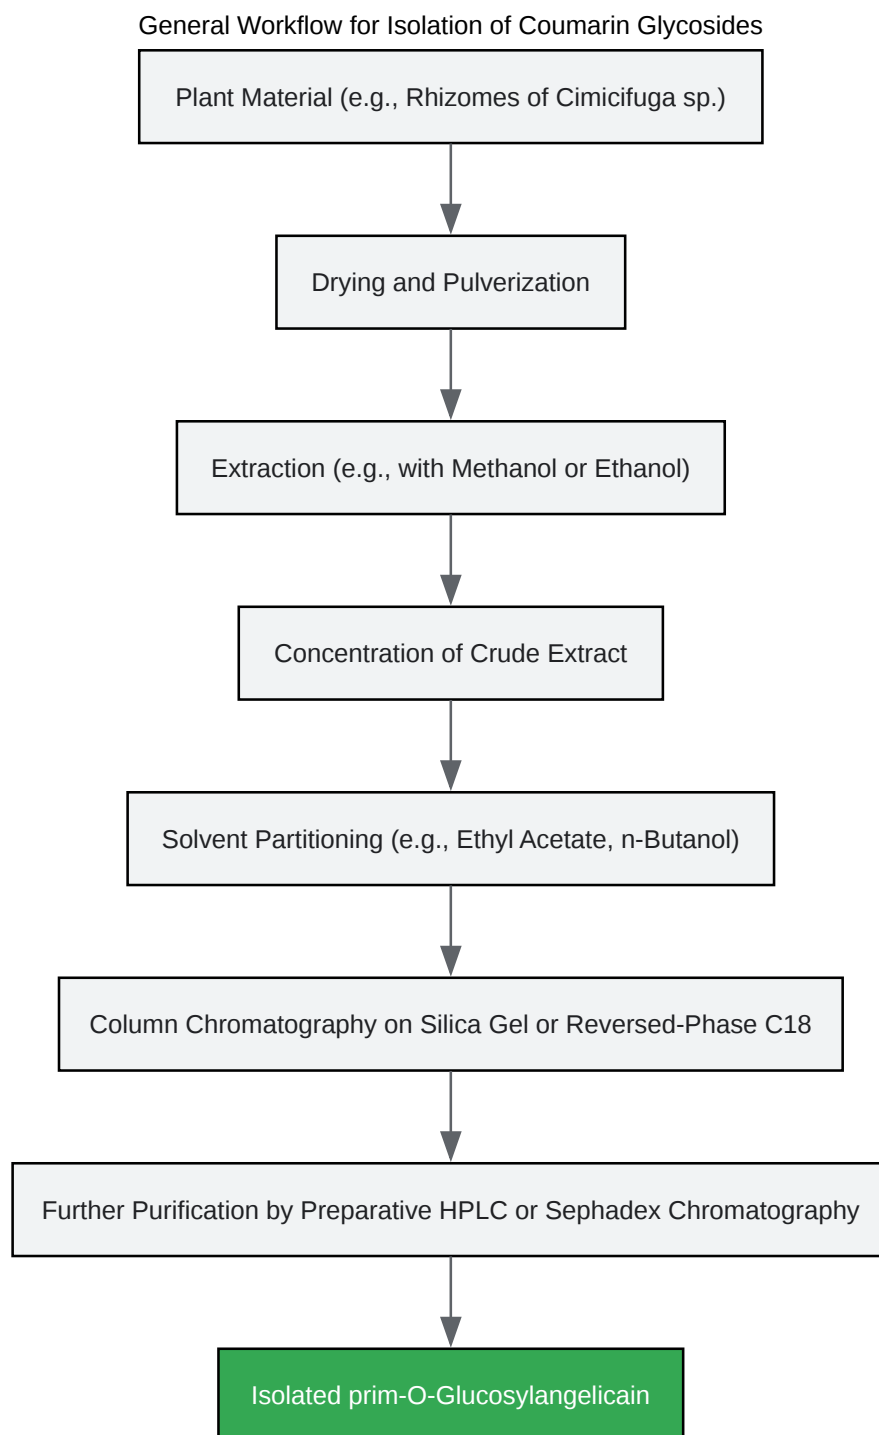 General Workflow for Isolation of Coumarin Glycosides
Plant Material (e.g., Rhizomes of Cimicifuga sp.)
Drying and Pulverization
Extraction (e.g., with Methanol or Ethanol)
Concentration of Crude Extract
Solvent Partitioning (e.g., Ethyl Acetate, n-Butanol)
Column Chromatography on Silica Gel or Reversed-Phase C18
Further Purification by Preparative HPLC or Sephadex Chromatography
Isolated prim-O-Glucosylangelicain